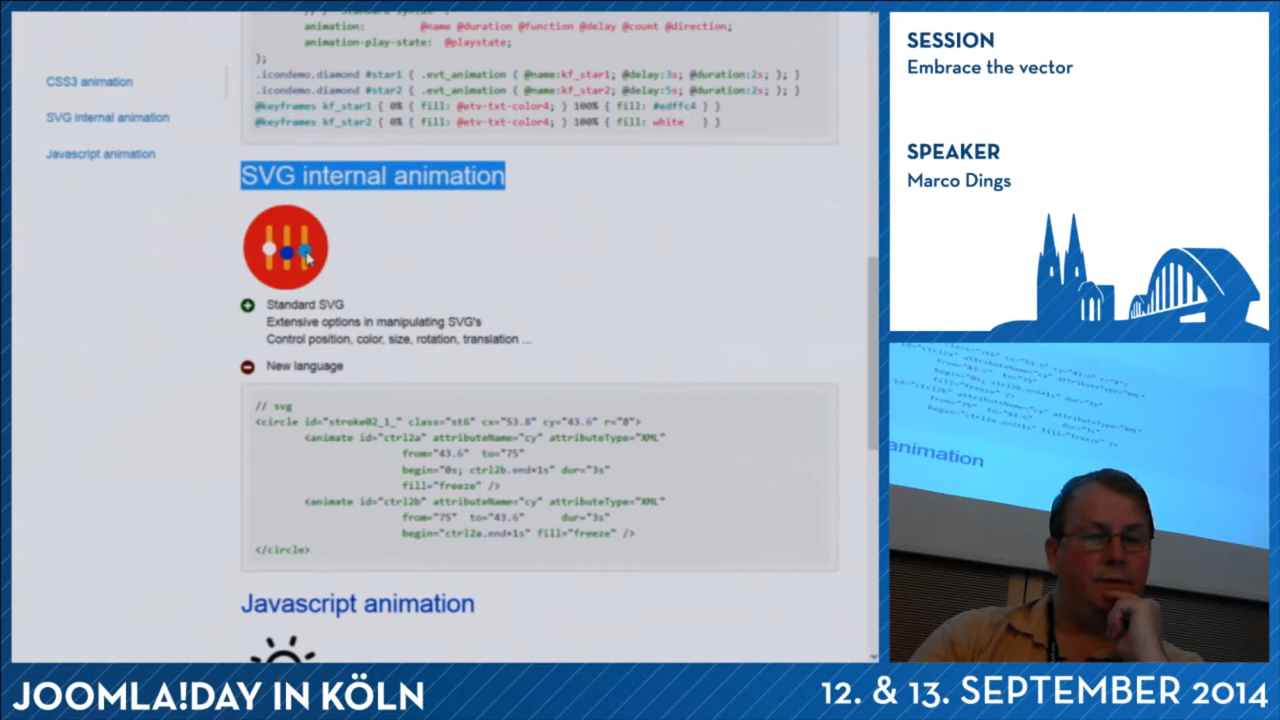 animation: @name @duration @function @delay @count @direction;
animation-play-state: @playstate;
};
.icondemo.diamond #star1 { .evt_animation { @name:kf_star1; @delay:3s; @duration:2s; }; }
.icondemo.diamond #star2 { .evt_animation { @name:kf_star2; @delay:5s; @duration:2s; }; }
@keyframes kf_star1 { 0% { fill: @etv-txt-color4; } 100% { fill: #edffc4 } }
@keyframes kf_star2 { 0% { fill: @etv-txt-color4; } 100% { fill: white } }
CSS3 animation
SVG internal animation
Javascript animation
SVG internal animation
Standard SVG
Extensive options in manipulating SVG's
Control position, color, size, rotation, translation ...
New language
// svg
<circle id="stroke02_1_" class="st6" cx="53.8" cy="43.6" r="8">
<animate id="ctrl2a" attributeName="cy" attributeType="XML"
from="43.6" to="75"
begin="0s; ctrl2b.end+1s" dur="3s"
fill="freeze" />
<animate id="ctrl2b" attributeName="cy" attributeType="XML"
from="75" to="43.6" dur="3s"
begin="ctrl2a.end+1s" fill="freeze" />
</circle>
Javascript animation
SESSION
Embrace the vector
SPEAKER
Marco Dings
animation
JOOMLA!DAY IN KÖLN
12. & 13. SEPTEMBER 2014